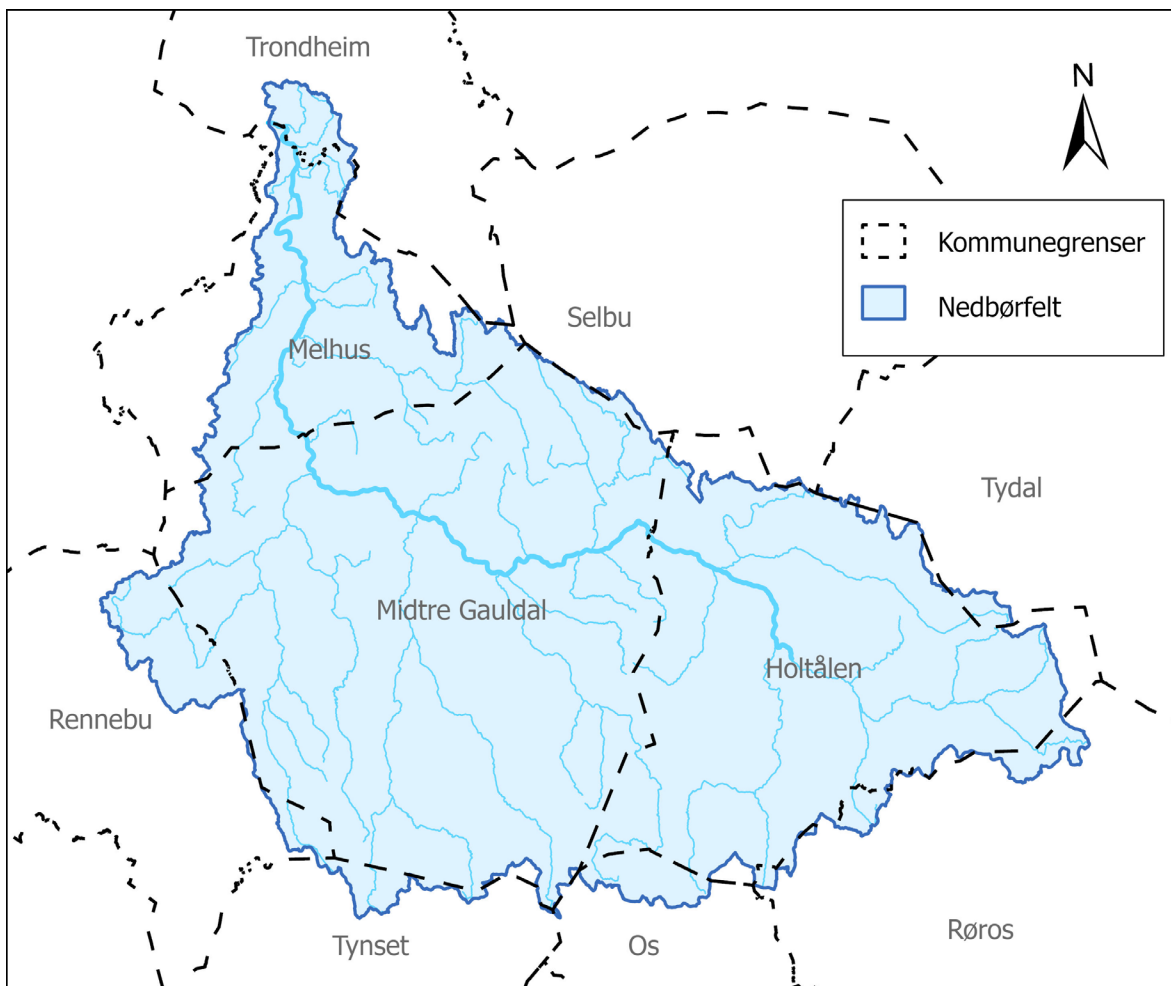 Trondheim
N
Kommunegrenser
Nedbørfelt
Selbu
Melhus
Tydal
Midtre Gauldal
Holtålen
Rennebu
Røros
Tynset
Os